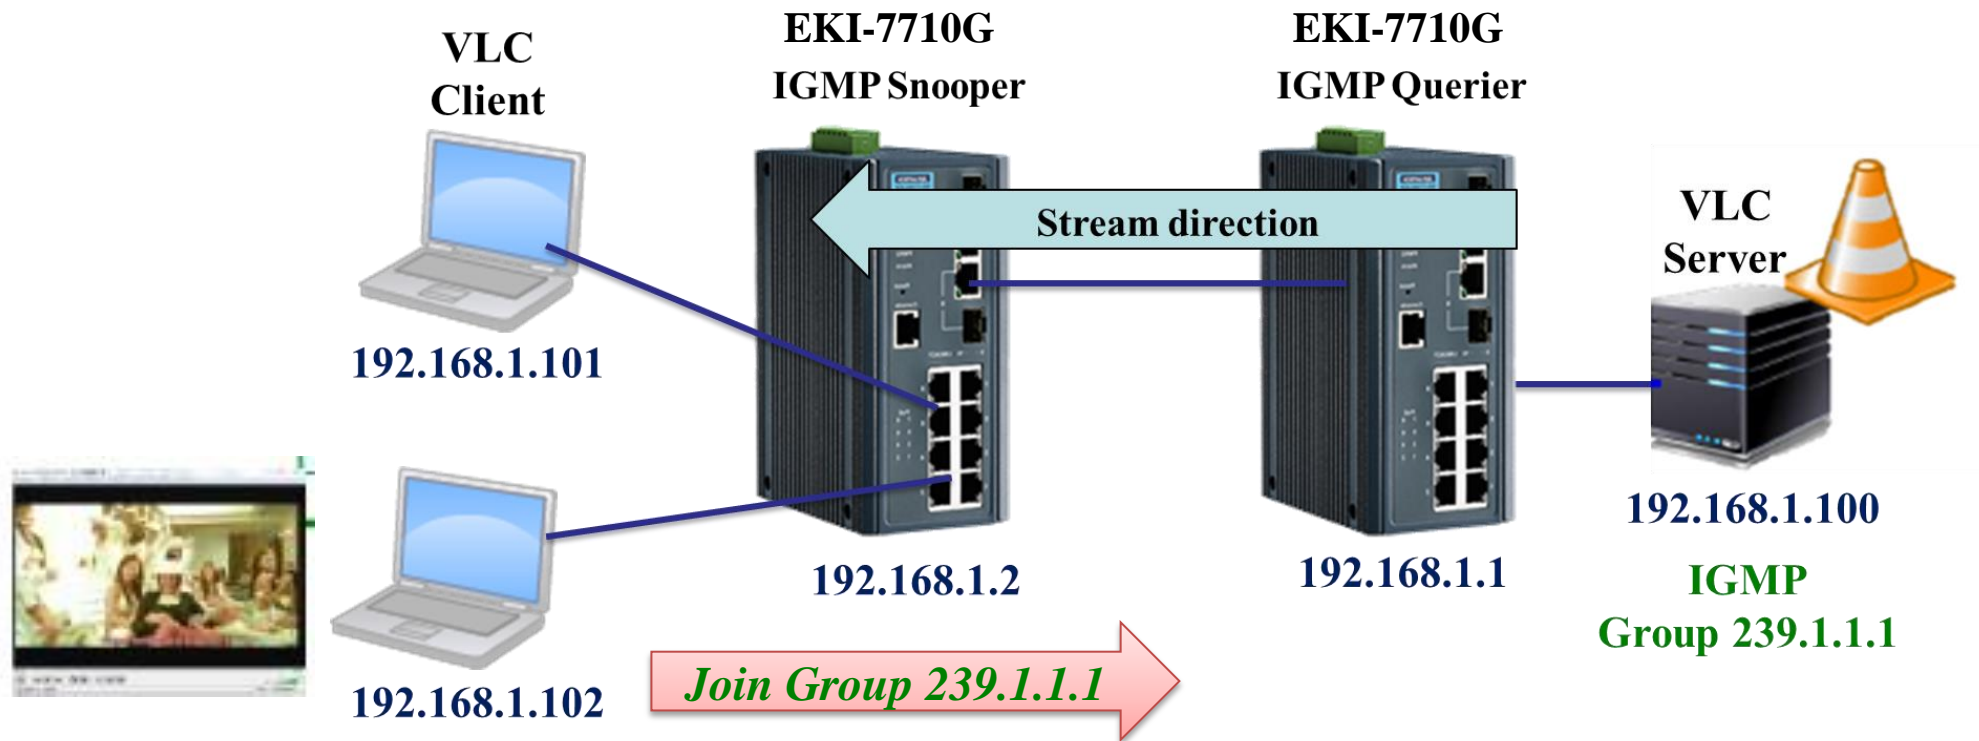 VLC
Client
EKI-7710G
IGMP Snooper
EKI-7710G
IGMP Querier
Stream direction
VLC
Server
192.168.1.101
192.168.1.100
192.168.1.2
192.168.1.1
IGMP
Group 239.1.1.1
192.168.1.102
Join Group 239.1.1.1